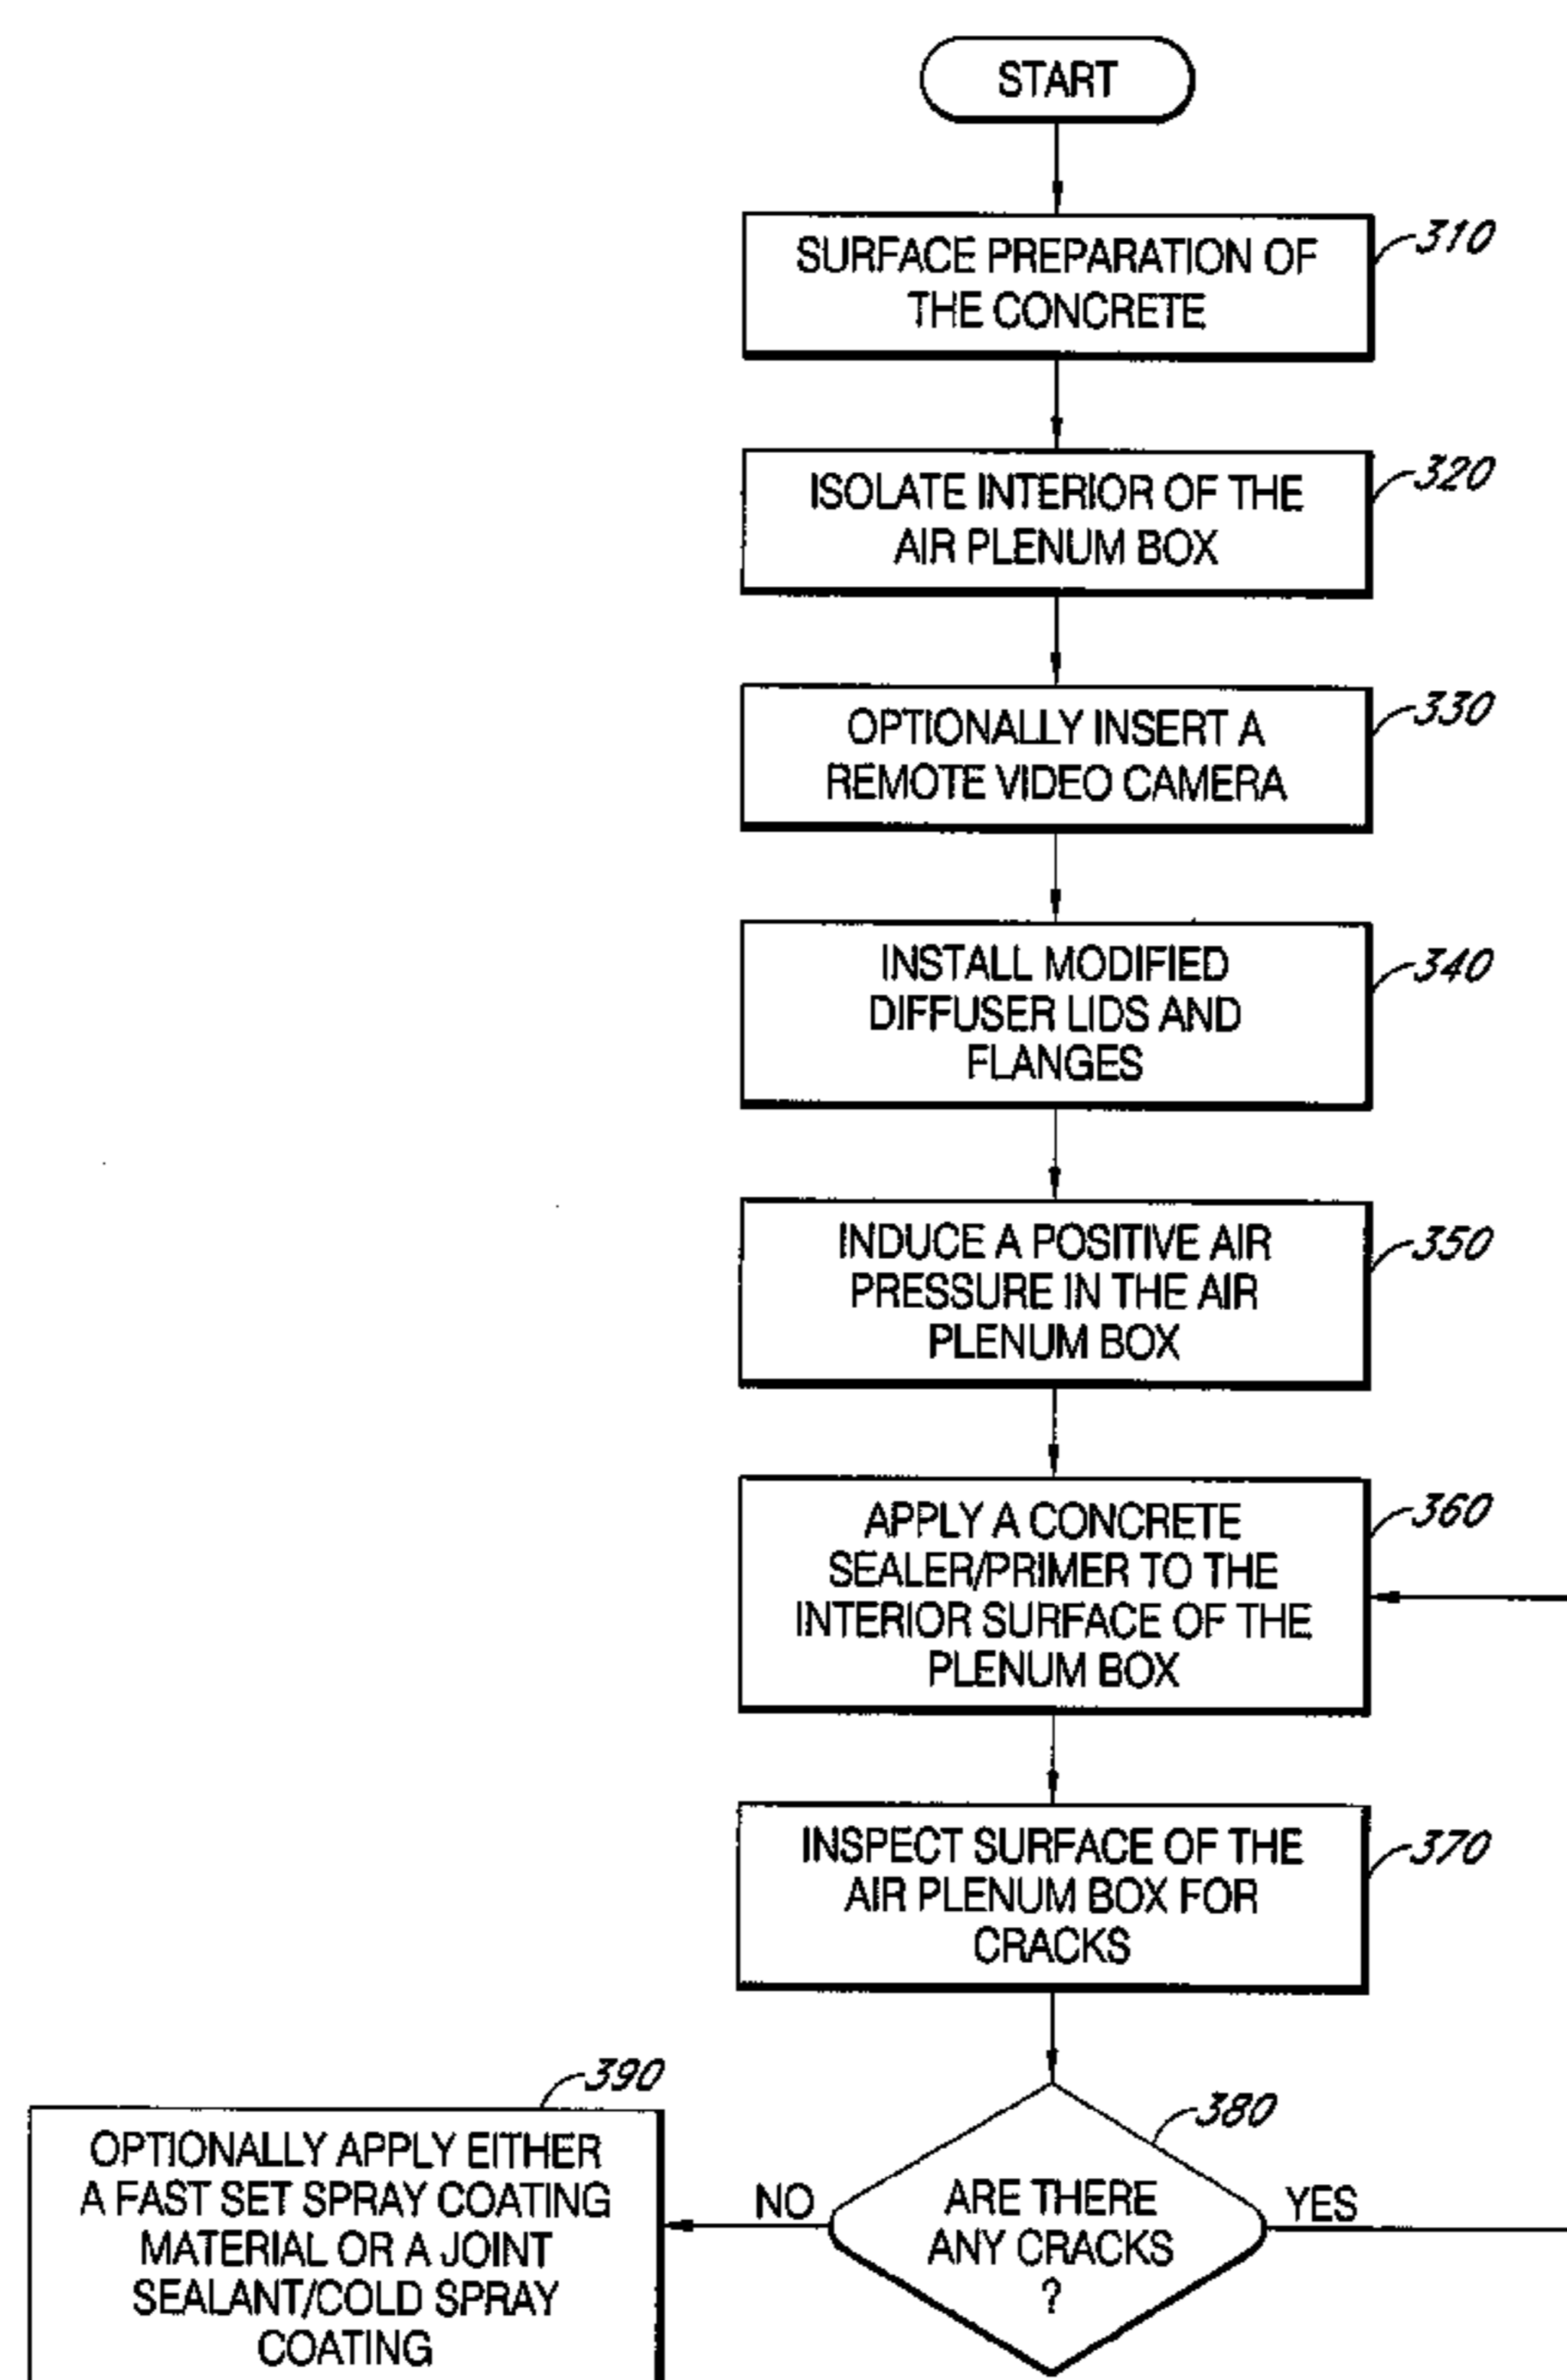 START
SURFACE PREPARATION OF
THE CONCRETE
310
ISOLATE INTERIOR OF THE
AIR PLENUM BOX
320
OPTIONALLY INSERT A
REMOTE VIDEO CAMERA
330
INSTALL MODIFIED
DIFFUSER LIDS AND
FLANGES
340
INDUCE A POSITIVE AIR
PRESSURE IN THE AIR
PLENUM BOX
350
APPLY A CONCRETE
SEALER/PRIMER TO THE
INTERIOR SURFACE OF THE
PLENUM BOX
360
INSPECT SURFACE OF THE
AIR PLENUM BOX FOR
CRACKS
370
ARE THERE
ANY CRACKS
?
380
YES
NO
390
OPTIONALLY APPLY EITHER
A FAST SET SPRAY COATING
MATERIAL OR A JOINT
SEALANT/COLD SPRAY
COATING